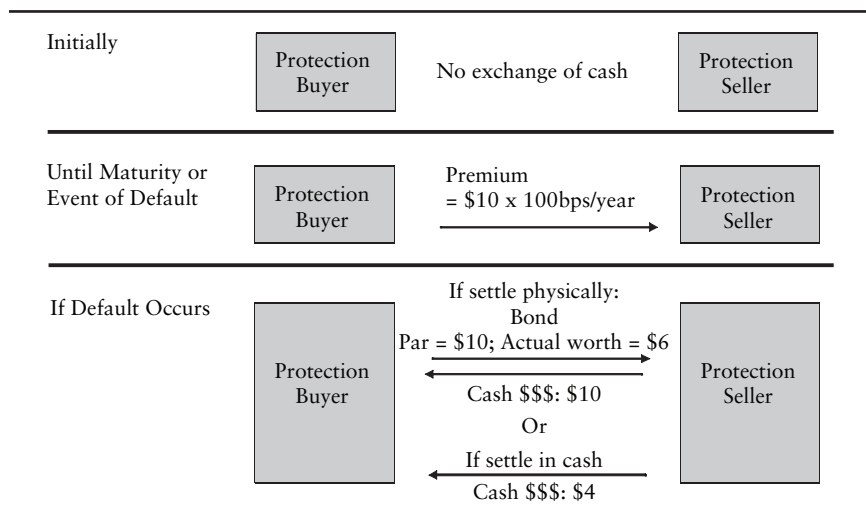 Initially
Protection
Buyer
No exchange of cash
Protection
Seller
Until Maturity or
Event of Default
Protection
Buyer
Premium
= $10 x 100bps/year
Protection
Seller
If Default Occurs
Protection
Buyer
If settle physically:
Bond
Par = $10; Actual worth = $6
Cash $$$: $10
Or
If settle in cash
Cash $$$: $4
Protection
Seller